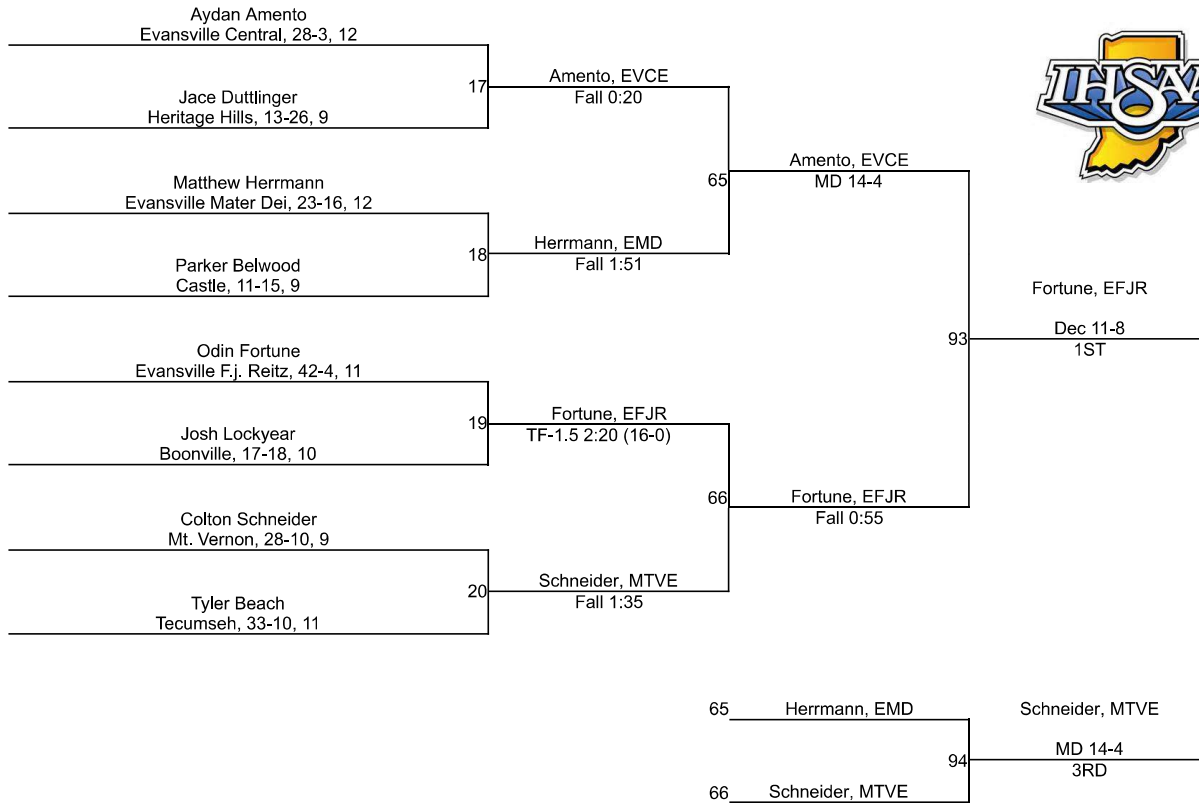 Aydan Amento
Evansville Central, 28-3, 12
Jace Duttlinger
Heritage Hills, 13-26, 9
Matthew Herrmann
Evansville Mater Dei, 23-16, 12
Parker Belwood
Castle, 11-15, 9
Odin Fortune
Evansville F.j. Reitz, 42-4, 11
Josh Lockyear
Boonville, 17-18, 10
Colton Schneider
Mt. Vernon, 28-10, 9
Tyler Beach
Tecumseh, 33-10, 11
17
Amento, EVCE
Fall 0:20
18
Herrmann, EMD
Fall 1:51
19
Fortune, EFJR
TF-1.5 2:20 (16-0)
20
Schneider, MTVE
Fall 1:35
65
Amento, EVCE
MD 14-4
66
Fortune, EFJR
Fall 0:55
IHSAA
93
Fortune, EFJR
Dec 11-8
1ST
65
Herrmann, EMD
66
Schneider, MTVE
94
Schneider, MTVE
MD 14-4
3RD